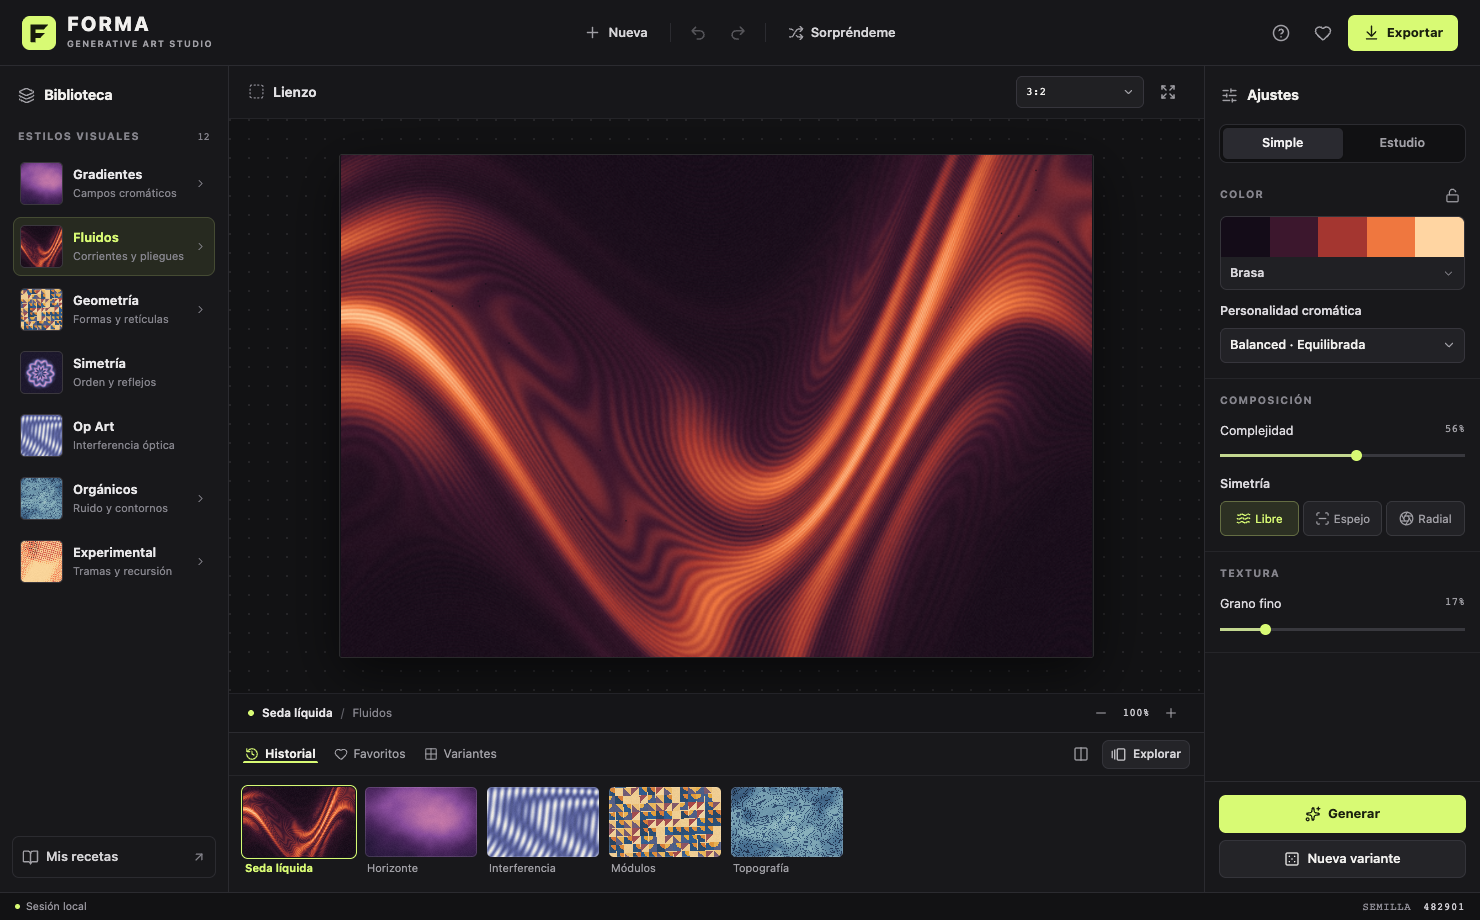 FORMA
GENERATIVE ART STUDIO
Nueva
Sorpréndeme
Exportar
Biblioteca
ESTILOS VISUALES 12
Gradientes
Campos cromáticos
Fluidos
Corrientes y pliegues
Geometría
Formas y retículas
Simetría
Orden y reflejos
Op Art
Interferencia óptica
Orgánicos
Ruido y contornos
Experimental
Tramas y recursión
Mis recetas
Lienzo
3:2
Seda líquida / Fluidos
100%
Historial
Favoritos
Variantes
Explorar
Seda líquida
Horizonte
Interferencia
Módulos
Topografía
Ajustes
Simple
Estudio
COLOR
Brasa
Personalidad cromática
Balanced · Equilibrada
COMPOSICIÓN
Complejidad 56%
Simetría
Libre
Espejo
Radial
TEXTURA
Grano fino 17%
Generar
Nueva variante
Sesión local
SEMILLA 482901